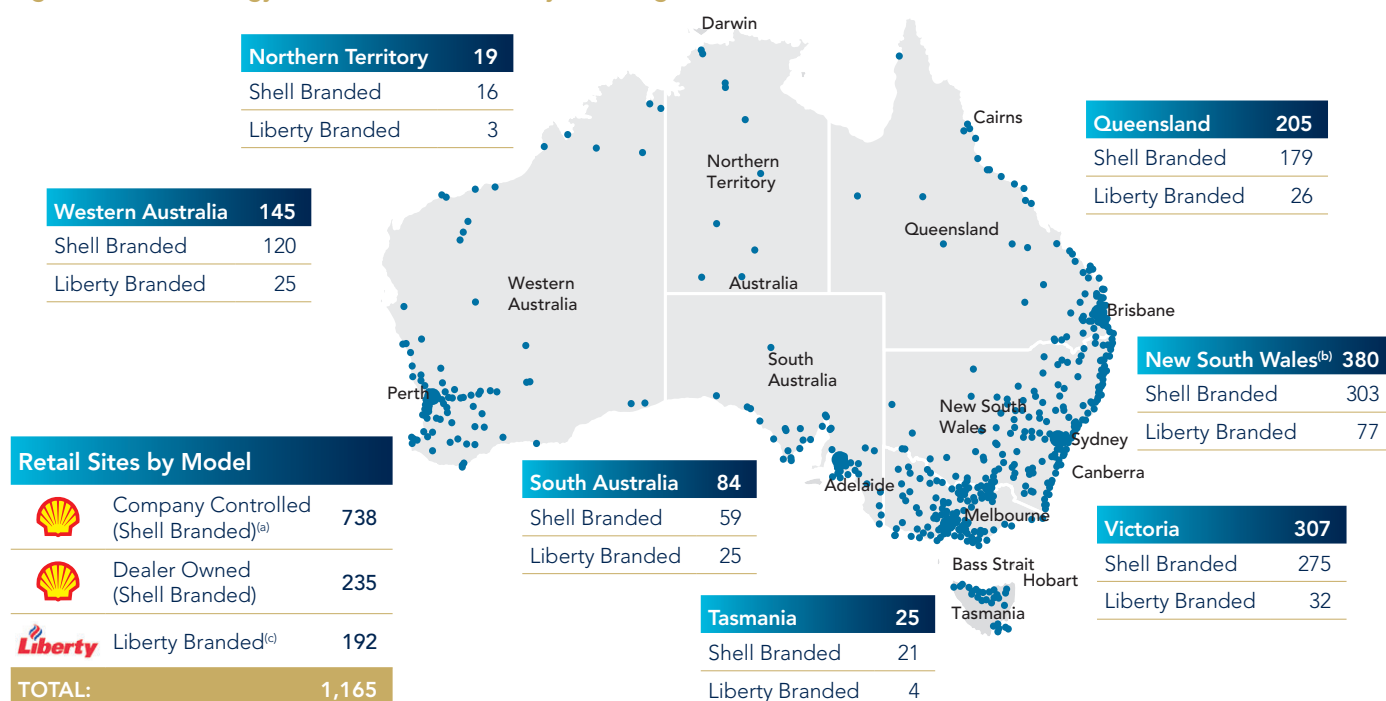 Darwin
Northern Territory 19
Shell Branded 16
Liberty Branded 3
Cairns
Queensland 205
Shell Branded 179
Liberty Branded 26
Northern
Territory
Western Australia 145
Shell Branded 120
Liberty Branded 25
Queensland
Western
Australia
Australia
Brisbane
South
Australia
New South Wales(b) 380
Shell Branded 303
Liberty Branded 77
Perth
New South
Wales
Sydney
Canberra
Retail Sites by Model
Company Controlled
(Shell Branded)(a) 738
Dealer Owned
(Shell Branded) 235
Liberty Liberty Branded(c) 192
TOTAL: 1,165
South Australia 84
Shell Branded 59
Liberty Branded 25
Adelaide
Melbourne
Victoria 307
Shell Branded 275
Liberty Branded 32
Bass Strait
Hobart
Tasmania
Tasmania 25
Shell Branded 21
Liberty Branded 4